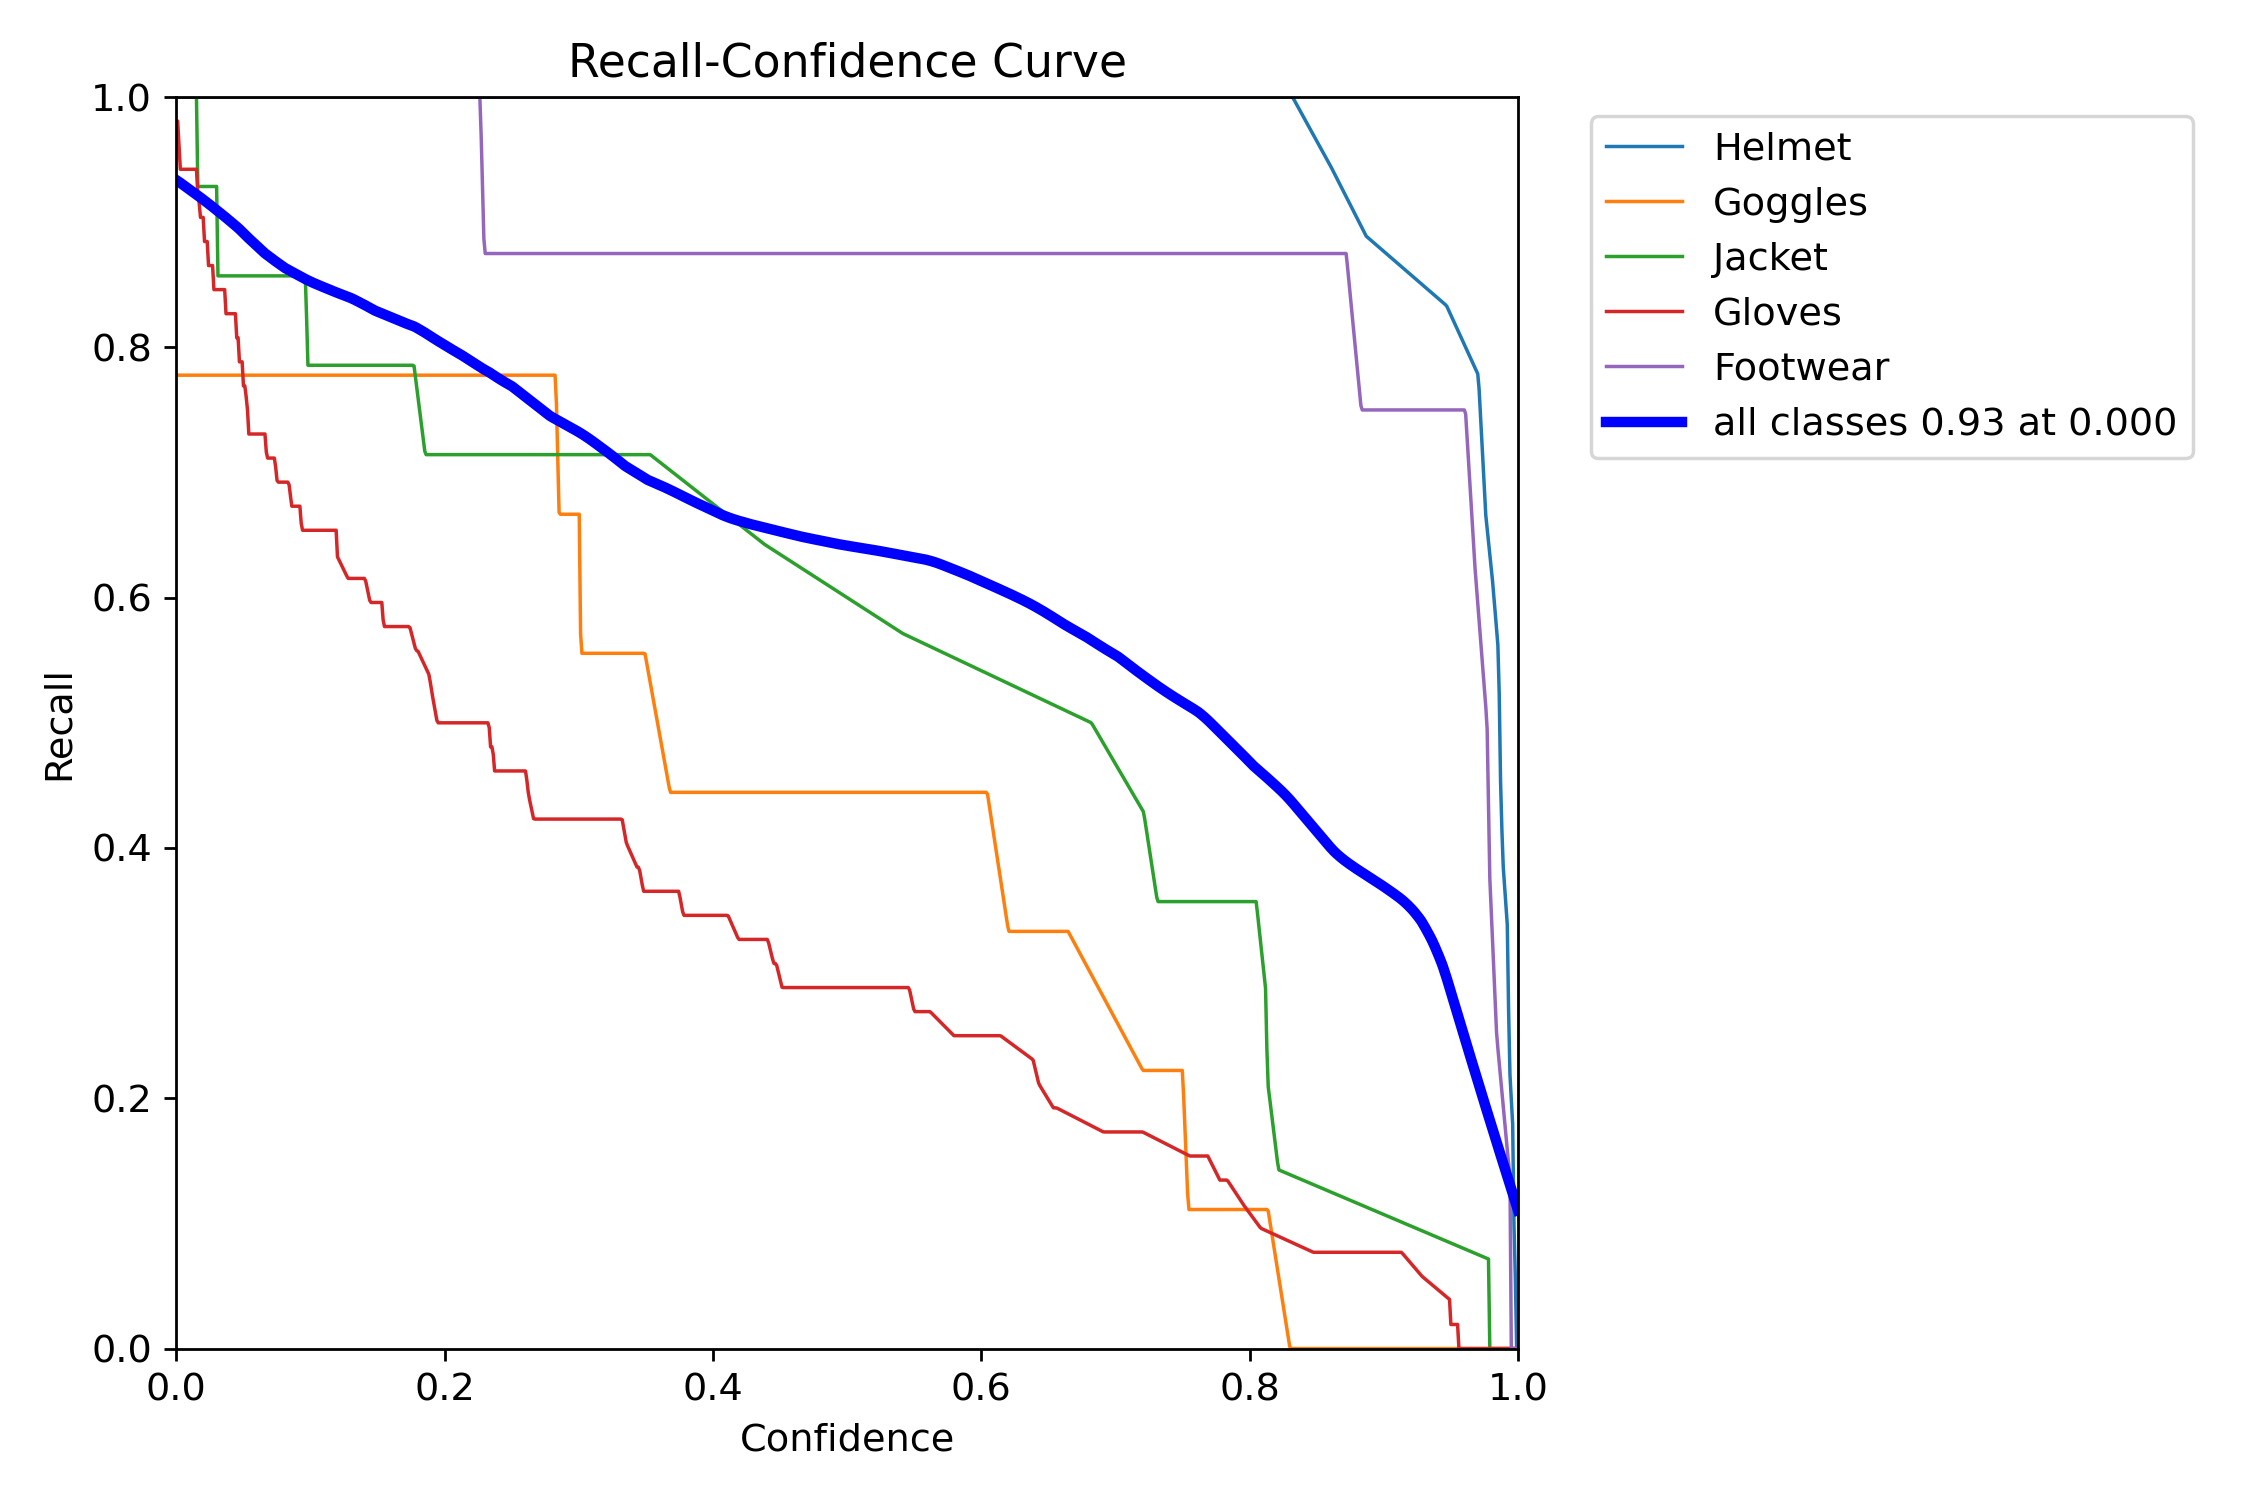 Recall-Confidence Curve
1.0
0.8
0.6
0.4
0.2
0.0
Recall
0.0 0.2 0.4 0.6 0.8 1.0
Confidence
Helmet
Goggles
Jacket
Gloves
Footwear
all classes 0.93 at 0.000